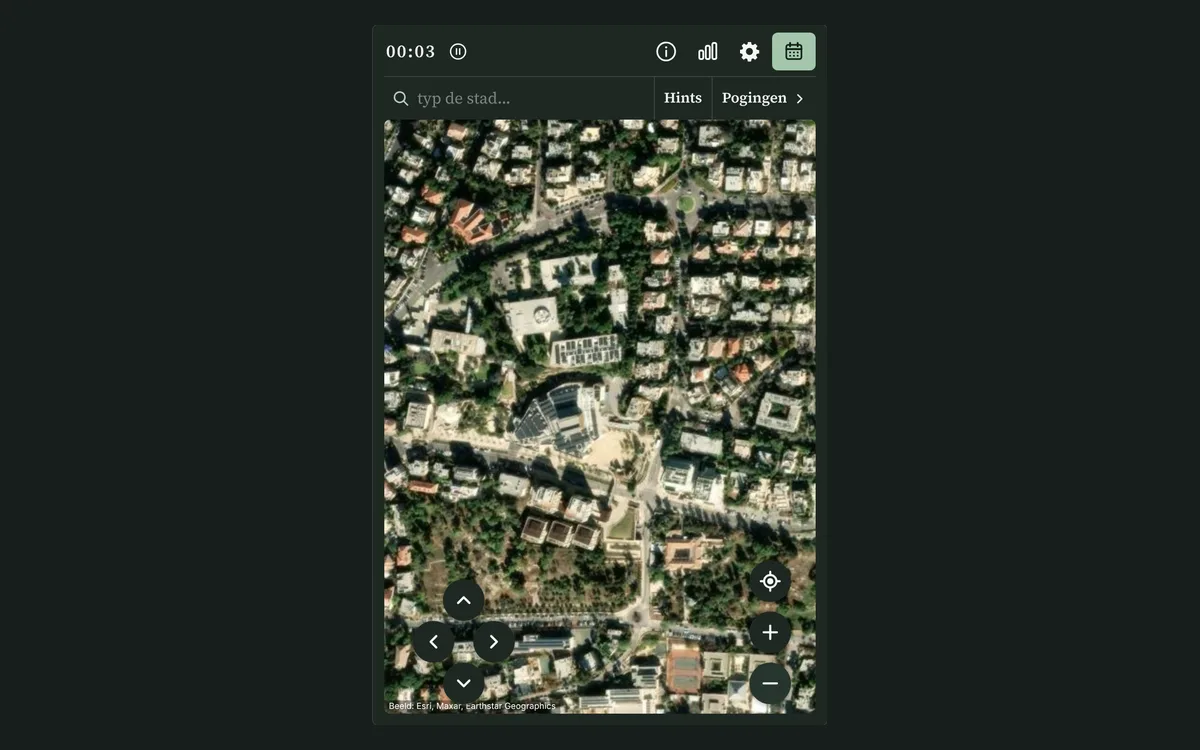 00:03
typ de stad...
Hints
Pogingen
Beeld: Esri, Maxar, Earthstar Geographics